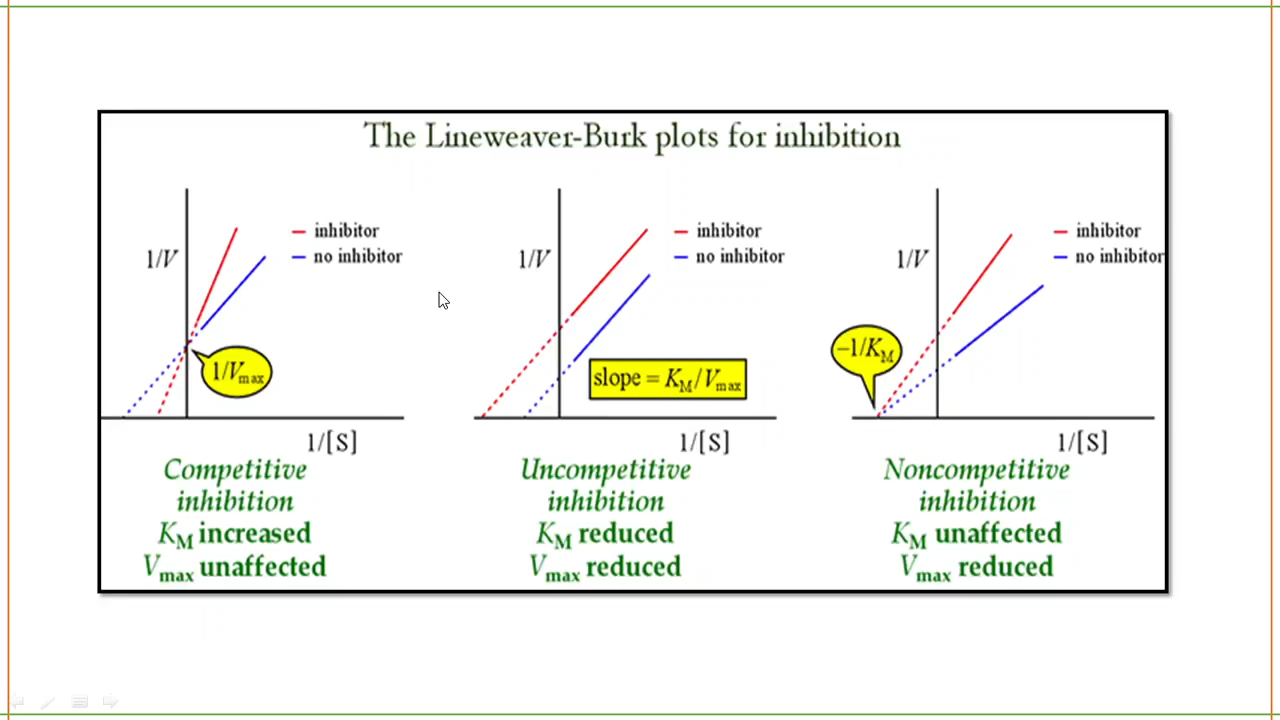 The Lineweaver-Burk plots for inhibition
1/V
inhibitor
no inhibitor
1/Vmax
1/[S]
Competitive
inhibition
KM increased
Vmax unaffected
1/V
inhibitor
no inhibitor
slope = KM/Vmax
1/[S]
Uncompetitive
inhibition
KM reduced
Vmax reduced
1/V
inhibitor
no inhibitor
–1/KM
1/[S]
Noncompetitive
inhibition
KM unaffected
Vmax reduced